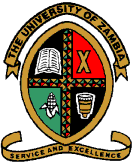 THE UNIVERSITY OF ZAMBIA
SERVICE AND EXCELLENCE